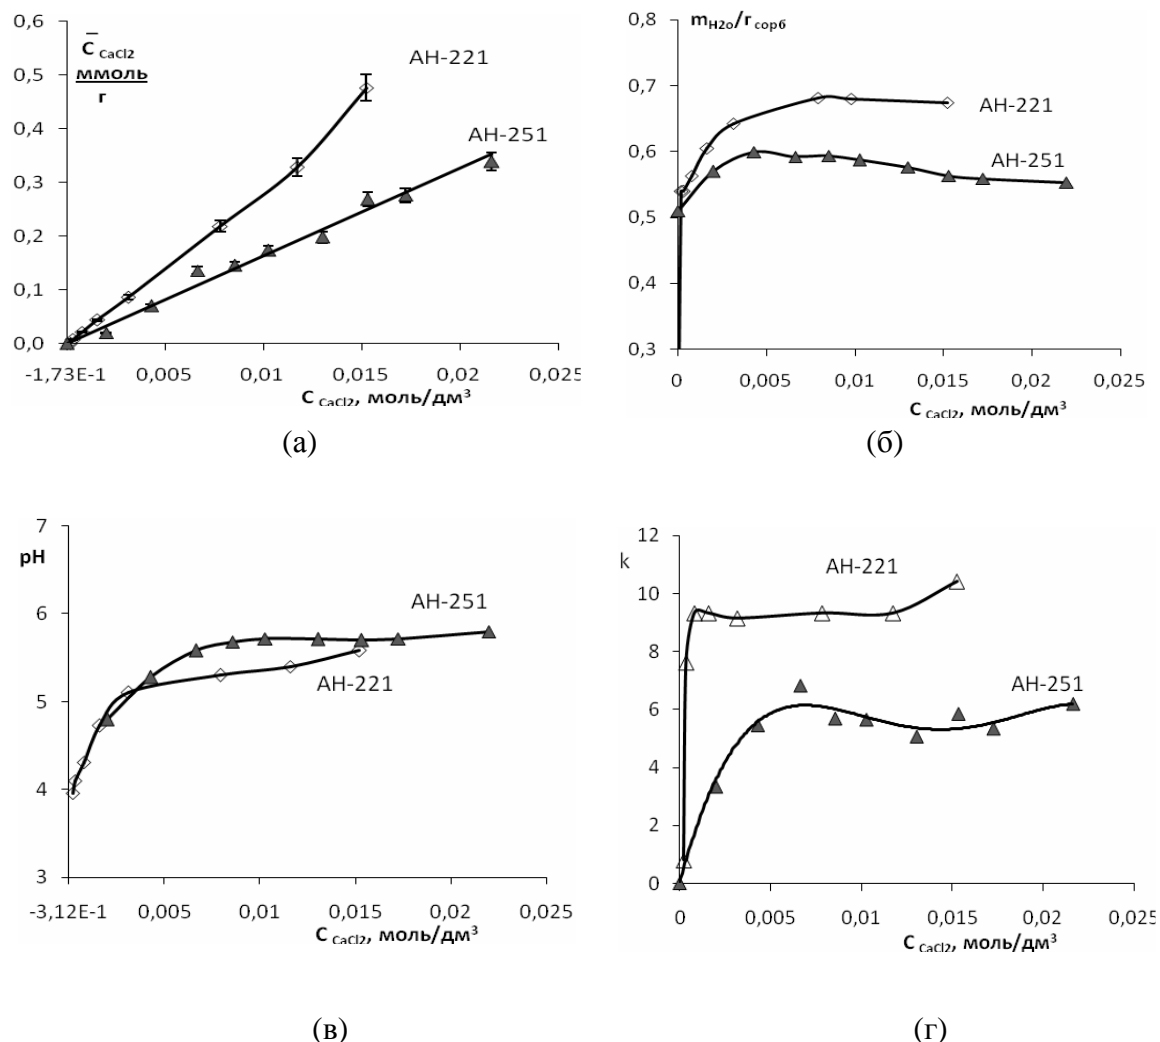 0,6
0,5
0,4
0,3
0,2
0,1
0,0
C̅ CaCl2
ммоль
г
АН-221
АН-251
-1,73E-1 0,005 0,01 0,015 0,02 0,025
C CaCl2, моль/дм³
(а)
0,8
0,7
0,6
0,5
0,4
0,3
mН2о/гсорб
АН-221
АН-251
0 0,005 0,01 0,015 0,02 0,025
C CaCl2, моль/дм³
(б)
7
6
5
4
3
pH
АН-251
АН-221
-3,12E-1 0,005 0,01 0,015 0,02 0,025
C CaCl2, моль/дм³
(в)
12
10
8
6
4
2
0
k
АН-221
АН-251
0 0,005 0,01 0,015 0,02 0,025
C CaCl2, моль/дм³
(г)